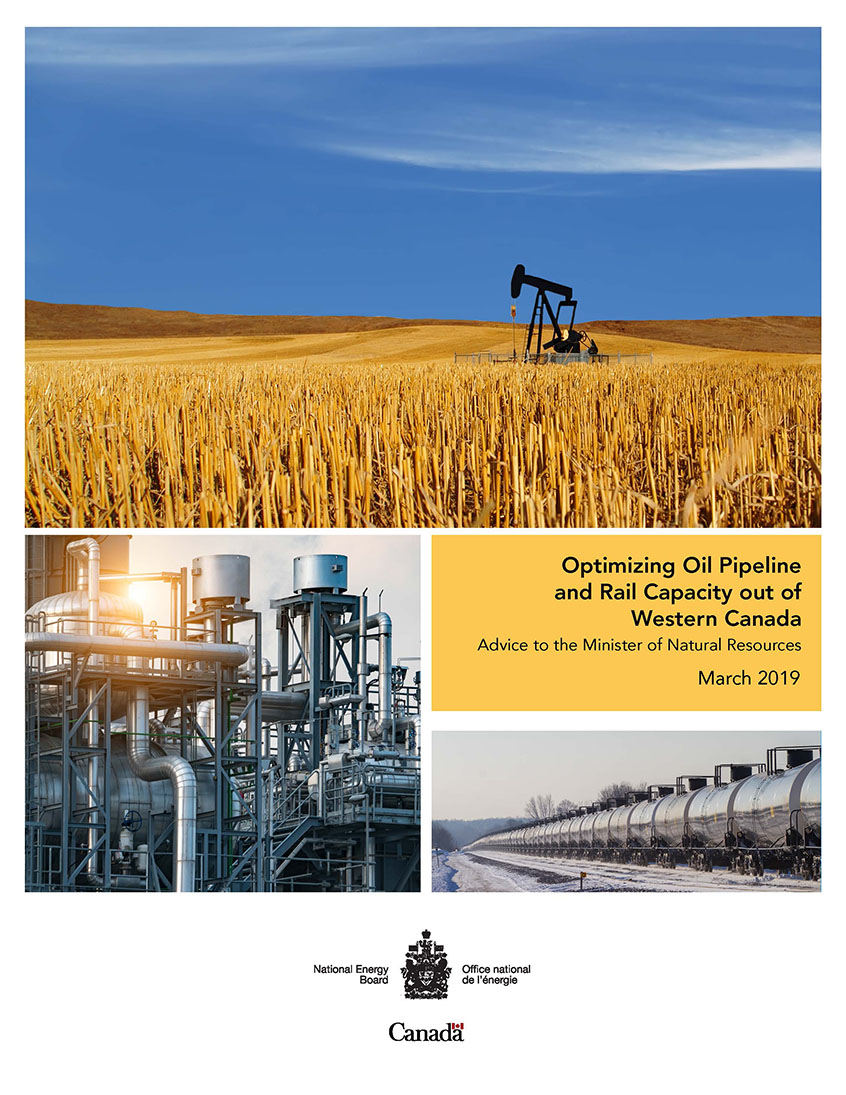 Optimizing Oil Pipeline
and Rail Capacity out of
Western Canada
Advice to the Minister of Natural Resources
March 2019
National Energy
Board
Office national
de l'énergie
Canada